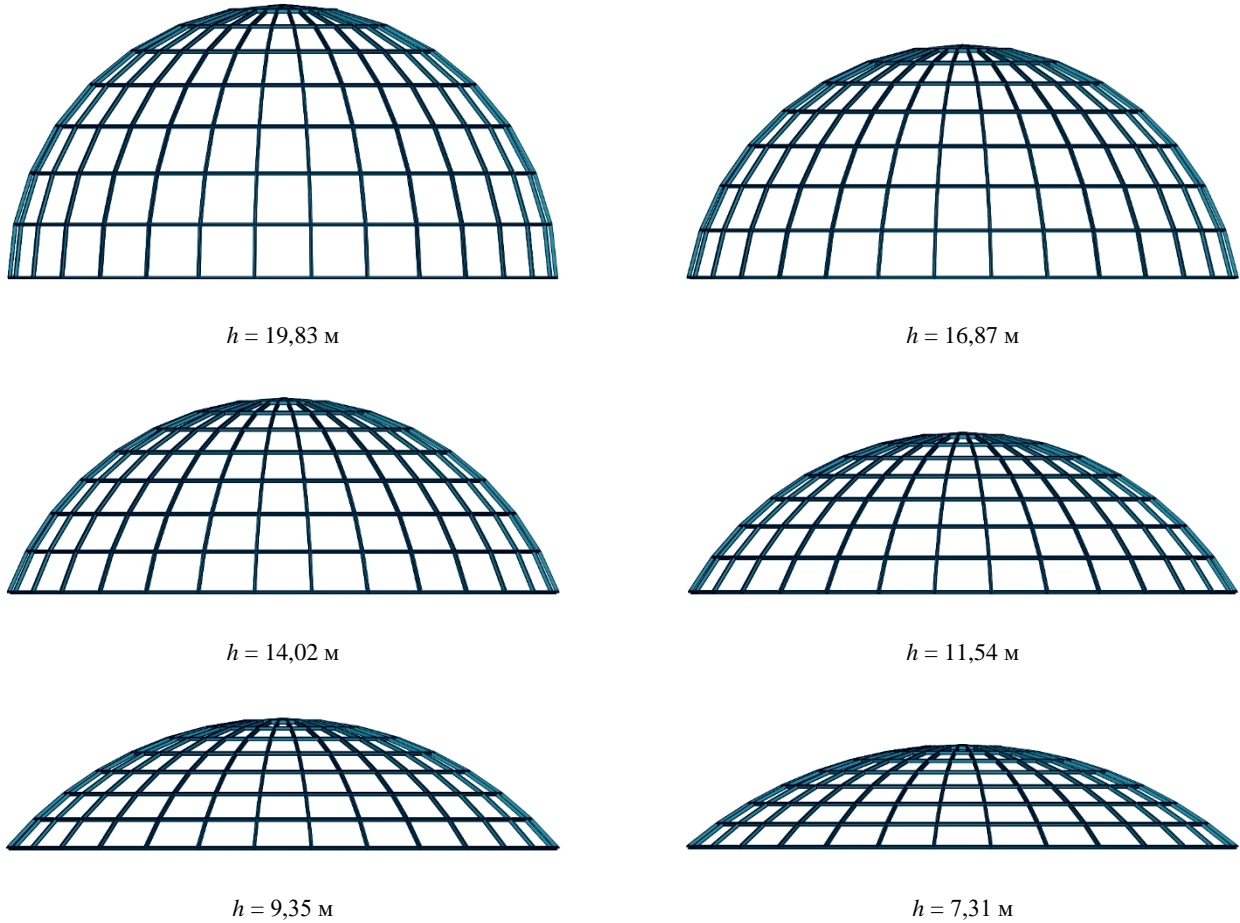 h = 19,83 м
h = 16,87 м
h = 14,02 м
h = 11,54 м
h = 9,35 м
h = 7,31 м